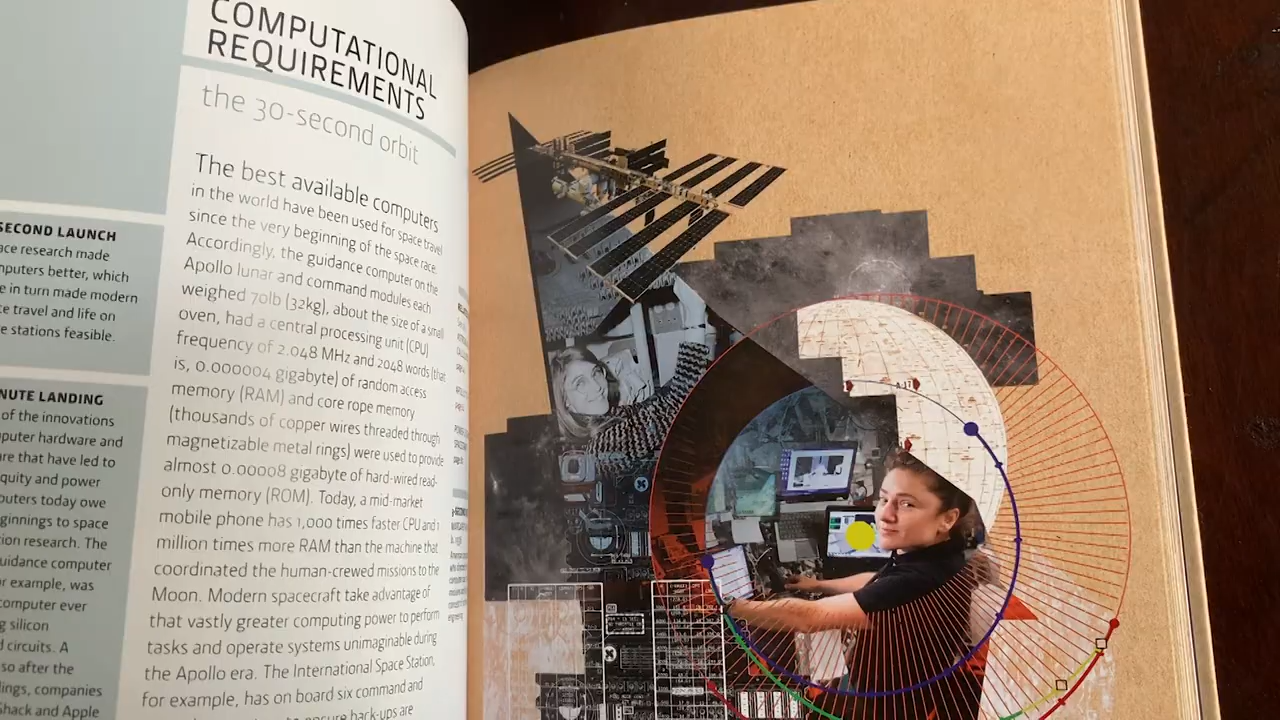 COMPUTATIONAL
REQUIREMENTS
the 30-second orbit
SECOND LAUNCH
ace research made
mputers better, which
e in turn made modern
e travel and life on
e stations feasible.
NUTE LANDING
of the innovations
puter hardware and
are that have led to
quity and power
puters today owe
ginnings to space
tion research. The
uidance computer
r example, was
computer ever
g silicon
d circuits. A
so after the
lings, companies
Shack and Apple
The best available computers
in the world have been used for space travel
since the very beginning of the space race.
Accordingly, the guidance computer on the
Apollo lunar and command modules each
weighed 70lb (32kg), about the size of a small
oven, had a central processing unit (CPU)
frequency of 2.048 MHz and 2048 words (that
is, 0.000004 gigabyte) of random access
memory (RAM) and core rope memory
(thousands of copper wires threaded through
magnetizable metal rings) were used to provide
almost 0.00008 gigabyte of hard-wired read-
only memory (ROM). Today, a mid-market
mobile phone has 1,000 times faster CPU and 1
million times more RAM than the machine that
coordinated the human-crewed missions to the
Moon. Modern spacecraft take advantage of
that vastly greater computing power to perform
tasks and operate systems unimaginable during
the Apollo era. The International Space Station,
for example, has on board six command and
ensure back-ups are